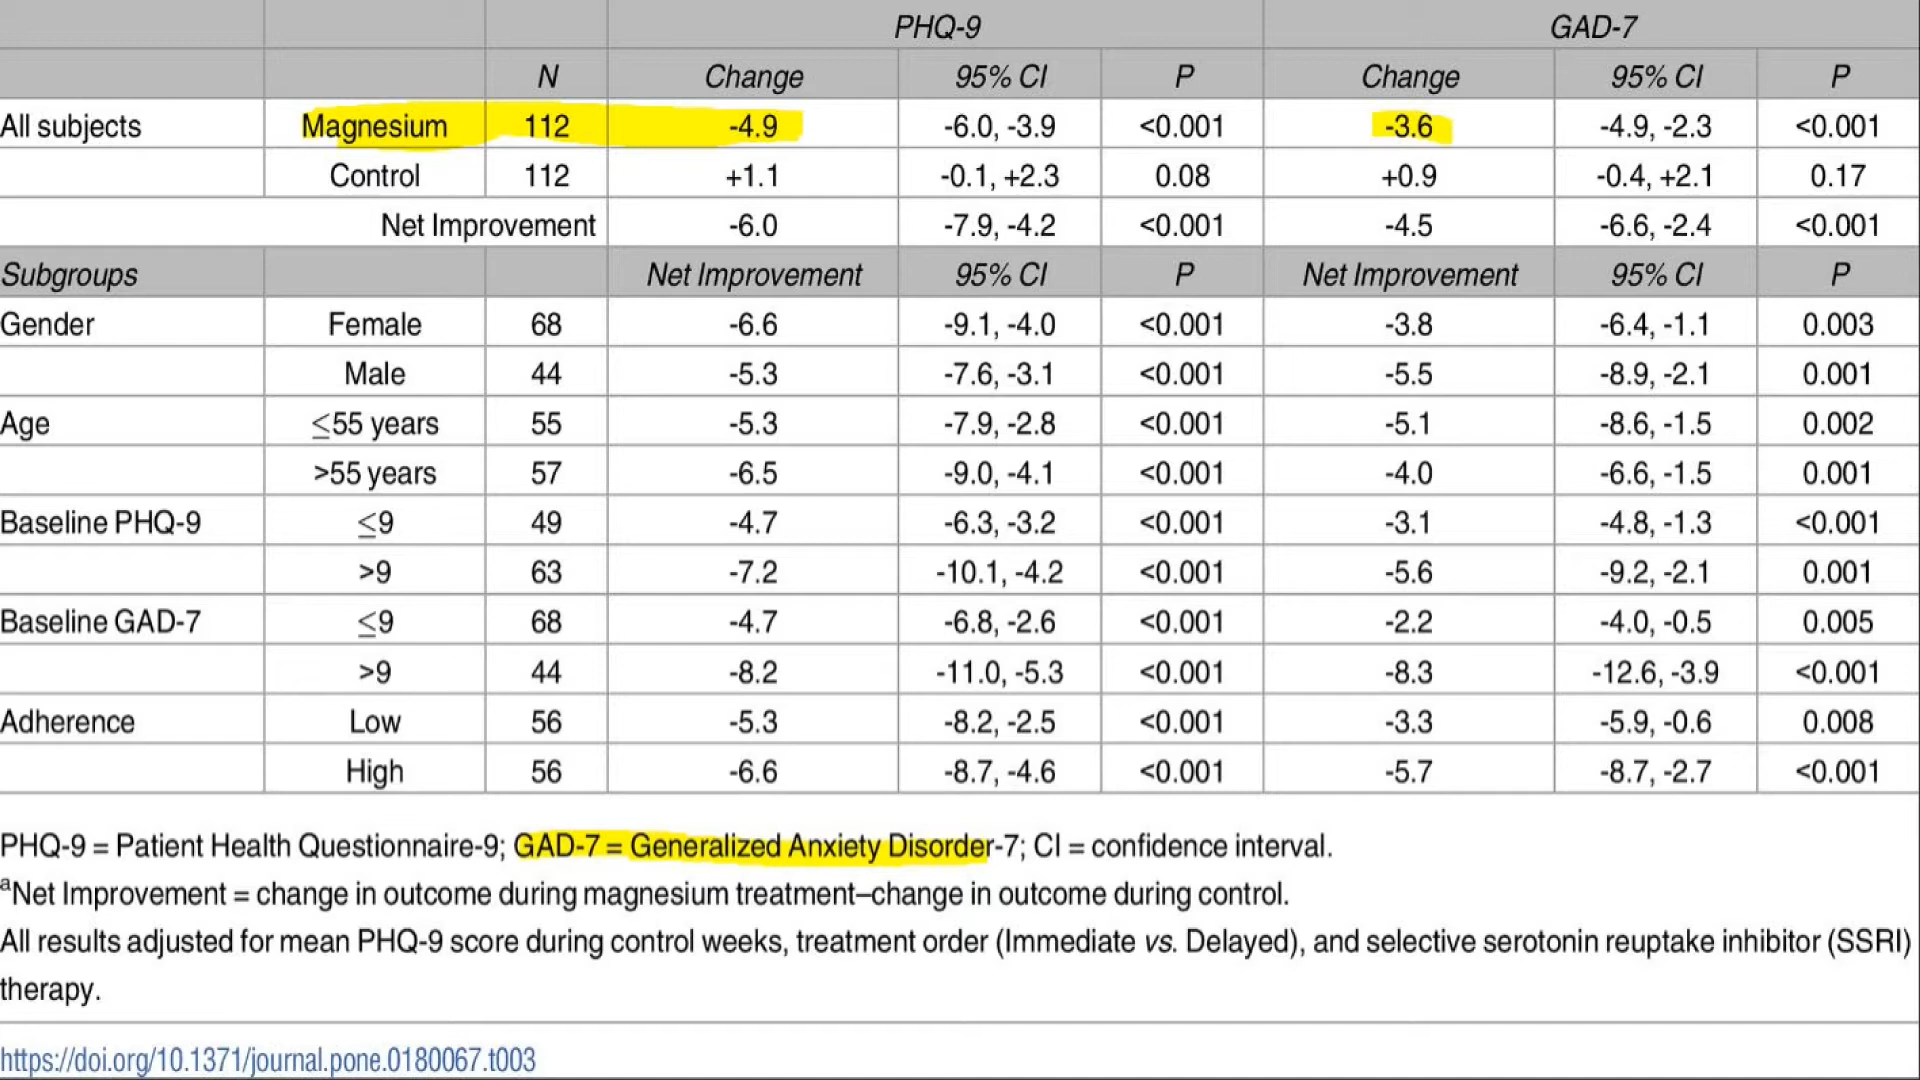 PHQ-9 GAD-7
N Change 95% CI P Change 95% CI P
All subjects Magnesium 112 -4.9 -6.0, -3.9 <0.001 -3.6 -4.9, -2.3 <0.001
Control 112 +1.1 -0.1, +2.3 0.08 +0.9 -0.4, +2.1 0.17
Net Improvement -6.0 -7.9, -4.2 <0.001 -4.5 -6.6, -2.4 <0.001
Subgroups Net Improvement 95% CI P Net Improvement 95% CI P
Gender Female 68 -6.6 -9.1, -4.0 <0.001 -3.8 -6.4, -1.1 0.003
Male 44 -5.3 -7.6, -3.1 <0.001 -5.5 -8.9, -2.1 0.001
Age ≤55 years 55 -5.3 -7.9, -2.8 <0.001 -5.1 -8.6, -1.5 0.002
>55 years 57 -6.5 -9.0, -4.1 <0.001 -4.0 -6.6, -1.5 0.001
Baseline PHQ-9 ≤9 49 -4.7 -6.3, -3.2 <0.001 -3.1 -4.8, -1.3 <0.001
>9 63 -7.2 -10.1, -4.2 <0.001 -5.6 -9.2, -2.1 0.001
Baseline GAD-7 ≤9 68 -4.7 -6.8, -2.6 <0.001 -2.2 -4.0, -0.5 0.005
>9 44 -8.2 -11.0, -5.3 <0.001 -8.3 -12.6, -3.9 <0.001
Adherence Low 56 -5.3 -8.2, -2.5 <0.001 -3.3 -5.9, -0.6 0.008
High 56 -6.6 -8.7, -4.6 <0.001 -5.7 -8.7, -2.7 <0.001
PHQ-9 = Patient Health Questionnaire-9; GAD-7 = Generalized Anxiety Disorder-7; CI = confidence interval.
aNet Improvement = change in outcome during magnesium treatment–change in outcome during control.
All results adjusted for mean PHQ-9 score during control weeks, treatment order (Immediate vs. Delayed), and selective serotonin reuptake inhibitor (SSRI)
therapy.
https://doi.org/10.1371/journal.pone.0180067.t003